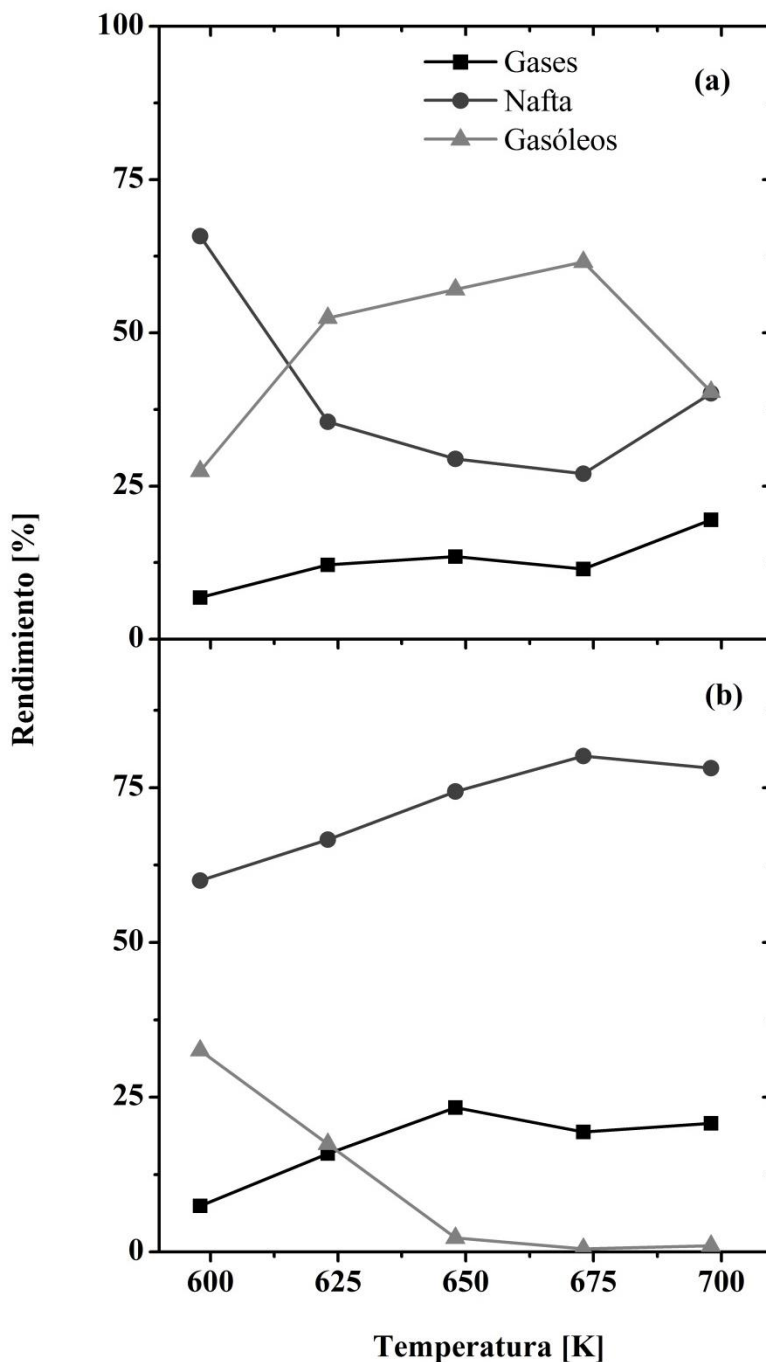 100
Gases
(a)
Nafta
Gasóleos
75
50
25
0
Rendimiento [%]
(b)
75
50
25
0
600 625 650 675 700
Temperatura [K]